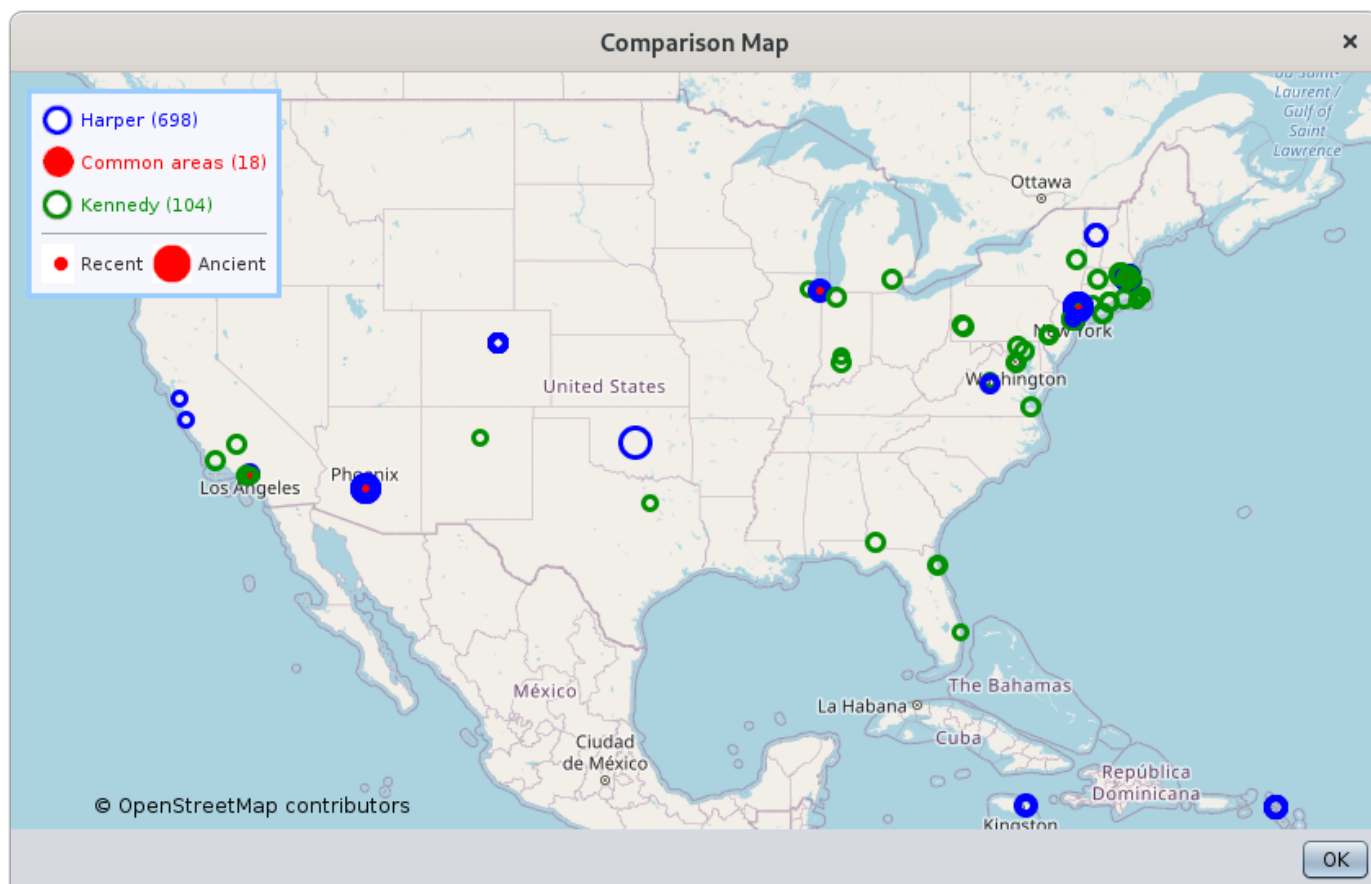 Comparison Map
×
Harper (698)
Common areas (18)
Kennedy (104)
Recent
Ancient
Saint-
Laurent /
Gulf of
Saint
Lawrence
Ottawa
New York
United States
Washington
Phoenix
Los Angeles
México
The Bahamas
La Habana
Cuba
Ciudad
de México
República
Dominicana
Kingston
© OpenStreetMap contributors
OK